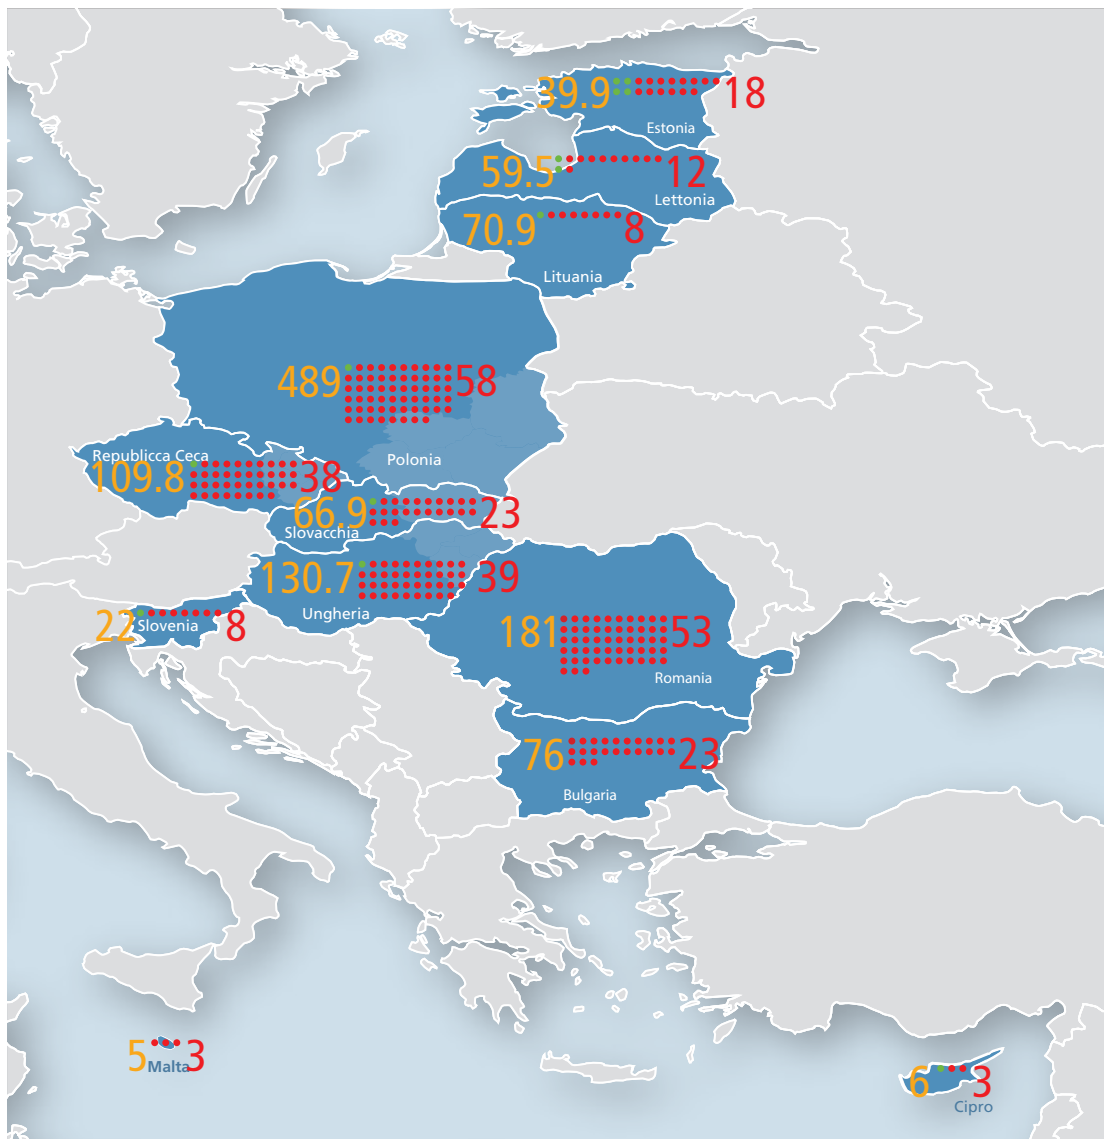 39.9 18
Estonia
59.5 12
Lettonia
70.9 8
Lituania
489 58
Polonia
Republicca Ceca
109.8 38
66.9 23
Slovacchia
130.7 39
Ungheria
22 Slovenia 8
181 53
Romania
76 23
Bulgaria
5 Malta 3
6 3
Cipro